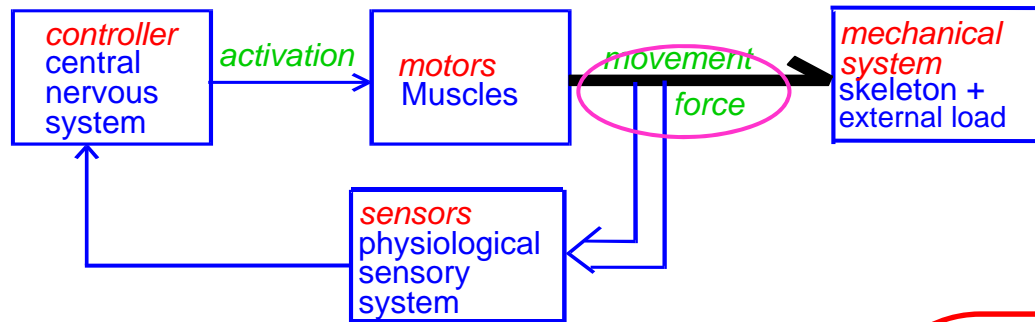 controller
central
nervous
system
activation
motors
Muscles
movement
force
mechanical
system
skeleton +
external load
sensors
physiological
sensory
system